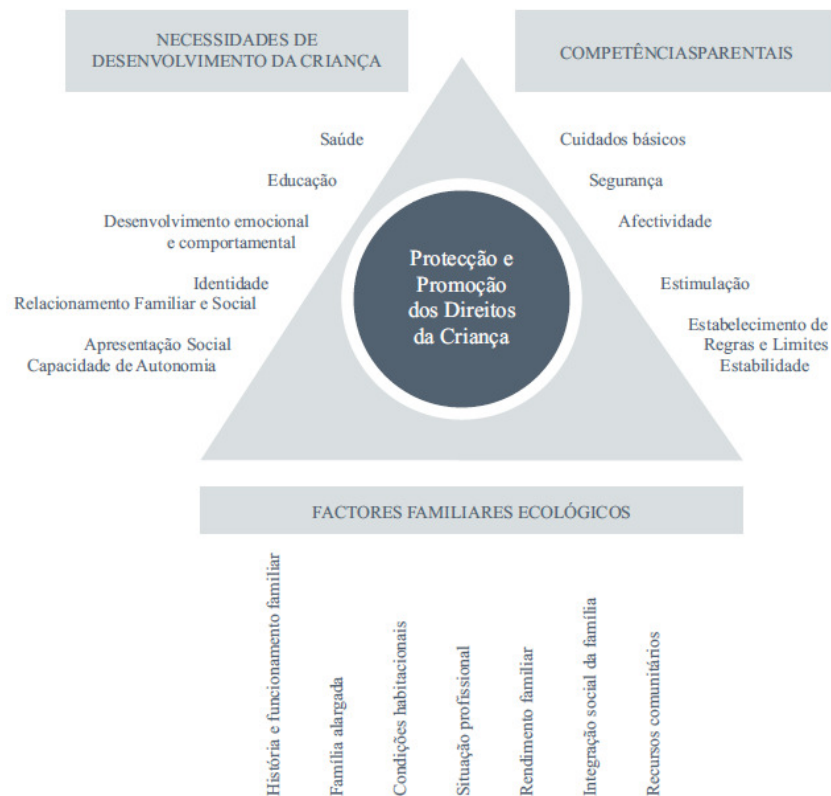 NECESSIDADES DE
DESENVOLVIMENTO DA CRIANÇA
COMPETÊNCIASPARENTAIS
Saúde
Educação
Desenvolvimento emocional
e comportamental
Identidade
Relacionamento Familiar e Social
Apresentação Social
Capacidade de Autonomia
Protecção e
Promoção
dos Direitos
da Criança
Cuidados básicos
Segurança
Afectividade
Estimulação
Estabelecimento de
Regras e Limites
Estabilidade
FACTORES FAMILIARES ECOLÓGICOS
História e funcionamento familiar
Família alargada
Condições habitacionais
Situação profissional
Rendimento familiar
Integração social da família
Recursos comunitários